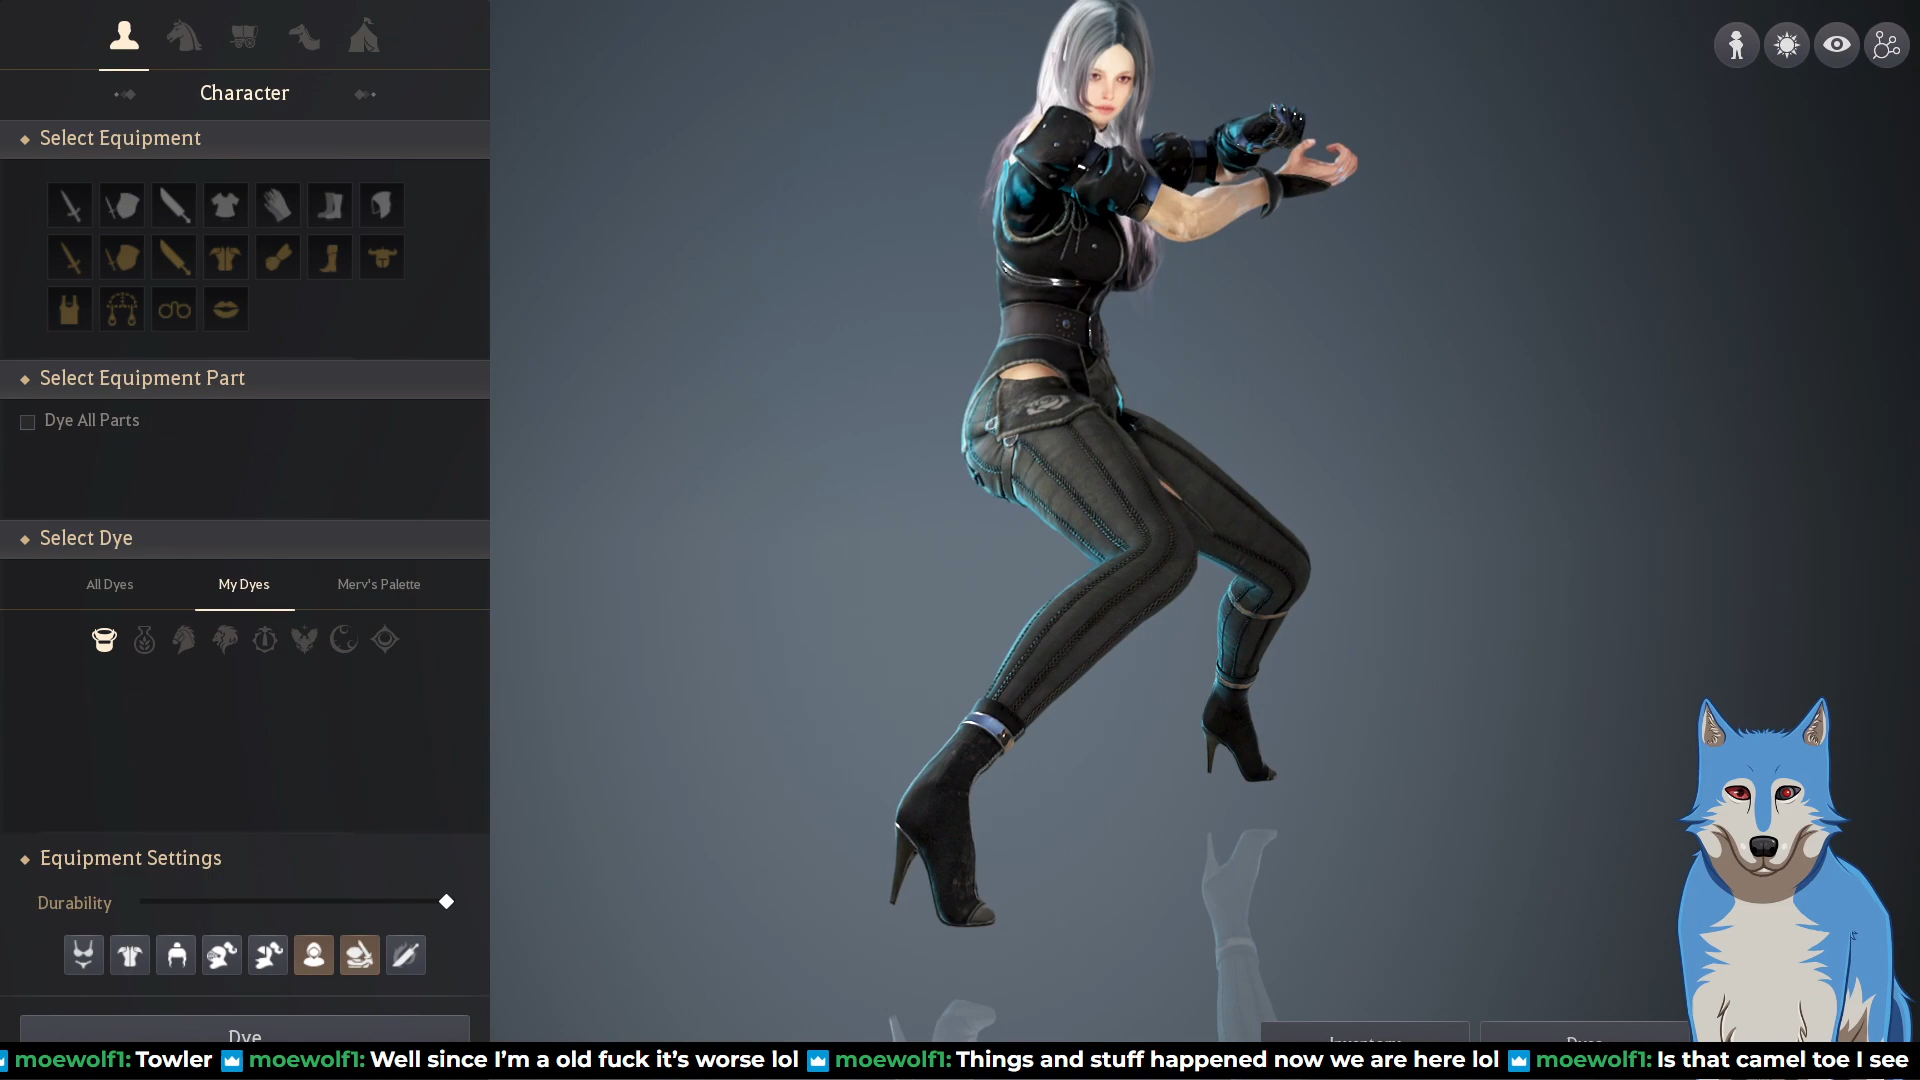 Character
Select Equipment
Select Equipment Part
Dye All Parts
Select Dye
All Dyes
My Dyes
Merv's Palette
Equipment Settings
Durability
Dye
moewolf1: Towler moewolf1: Well since I'm a old fuck it's worse lol moewolf1: Things and stuff happened now we are here lol moewolf1: Is that camel toe I see